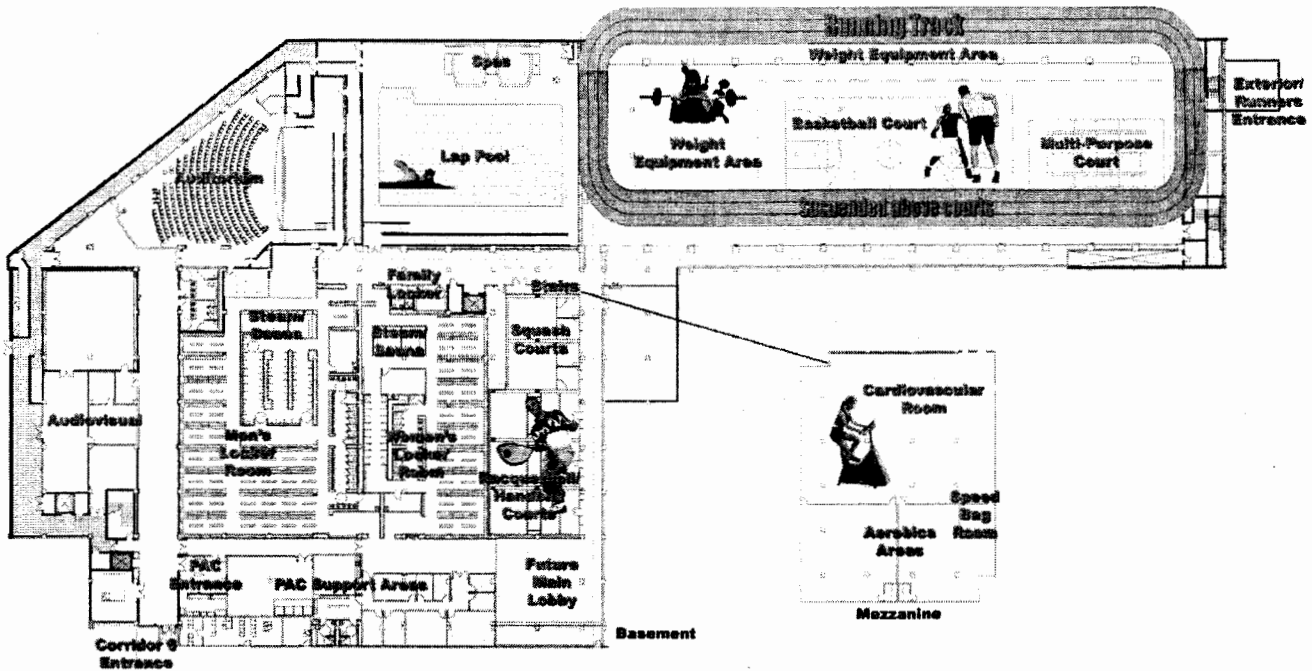 Running Track
Weight Equipment Area
Spas
Exterior/
Runners
Entrance
Basketball Court
Weight
Equipment Area
Multi-Purpose
Court
Lap Pool
Auditorium
Suspended above courts
Family
Locker
Stairs
Steam/
Sauna
Steam/
Sauna
Squash
Courts
Cardiovascular
Room
Audiovisual
Men's
Locker
Room
Women's
Locker
Room
Racquetball/
Handball
Courts
Speed
Bag
Room
Aerobics
Areas
PAC
Entrance
PAC Support Areas
Future
Main
Lobby
Mezzanine
Basement
Corridor 9
Entrance